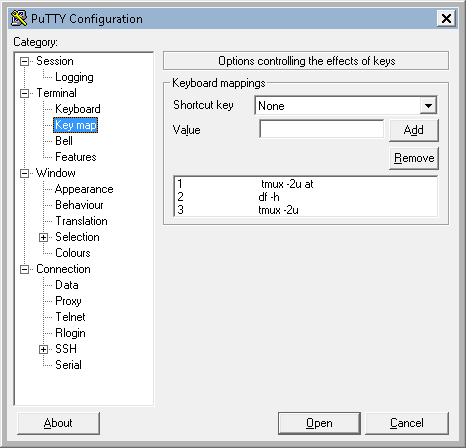 PuTTY Configuration
Category:
Session
Logging
Terminal
Keyboard
Key map
Bell
Features
Window
Appearance
Behaviour
Translation
Selection
Colours
Connection
Data
Proxy
Telnet
Rlogin
SSH
Serial
Options controlling the effects of keys
Keyboard mappings
Shortcut key None
Value Add
Remove
1 tmux -2u at
2 df -h
3 tmux -2u
About Open Cancel